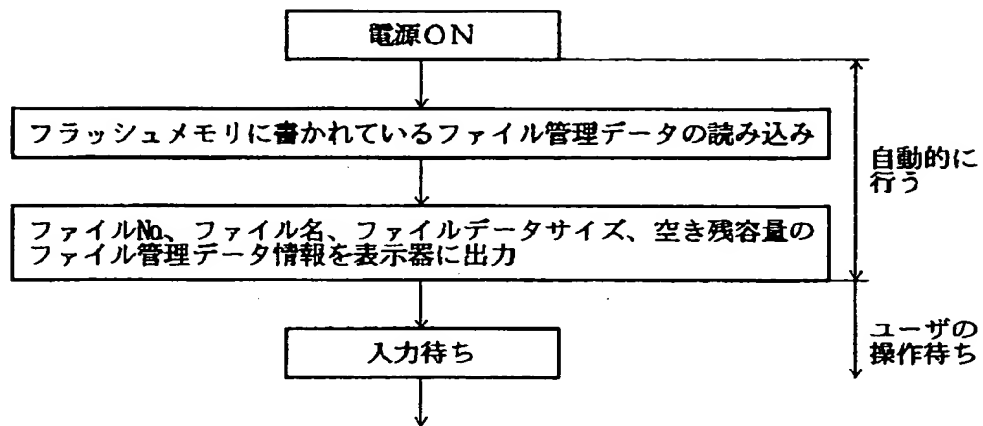 電源ON
フラッシュメモリに書かれているファイル管理データの読み込み
自動的に
行う
ファイル№、ファイル名、ファイルデータサイズ、空き残容量の
ファイル管理データ情報を表示器に出力
入力待ち
ユーザの
操作待ち